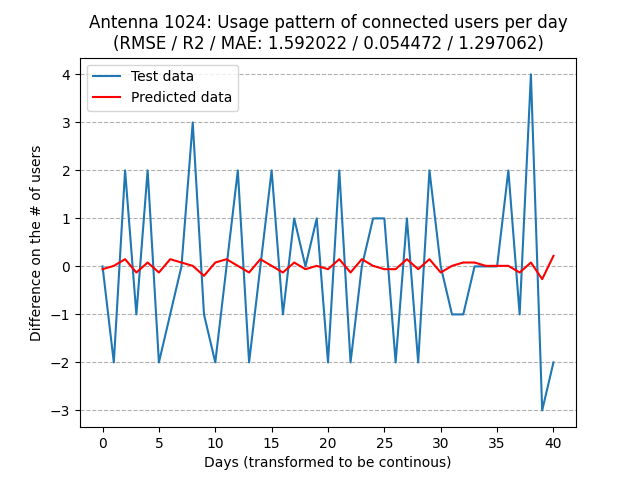 Antenna 1024: Usage pattern of connected users per day
(RMSE / R2 / MAE: 1.592022 / 0.054472 / 1.297062)
Test data
Predicted data
4
3
2
1
0
−1
−2
−3
Difference on the # of users
0 5 10 15 20 25 30 35 40
Days (transformed to be continous)